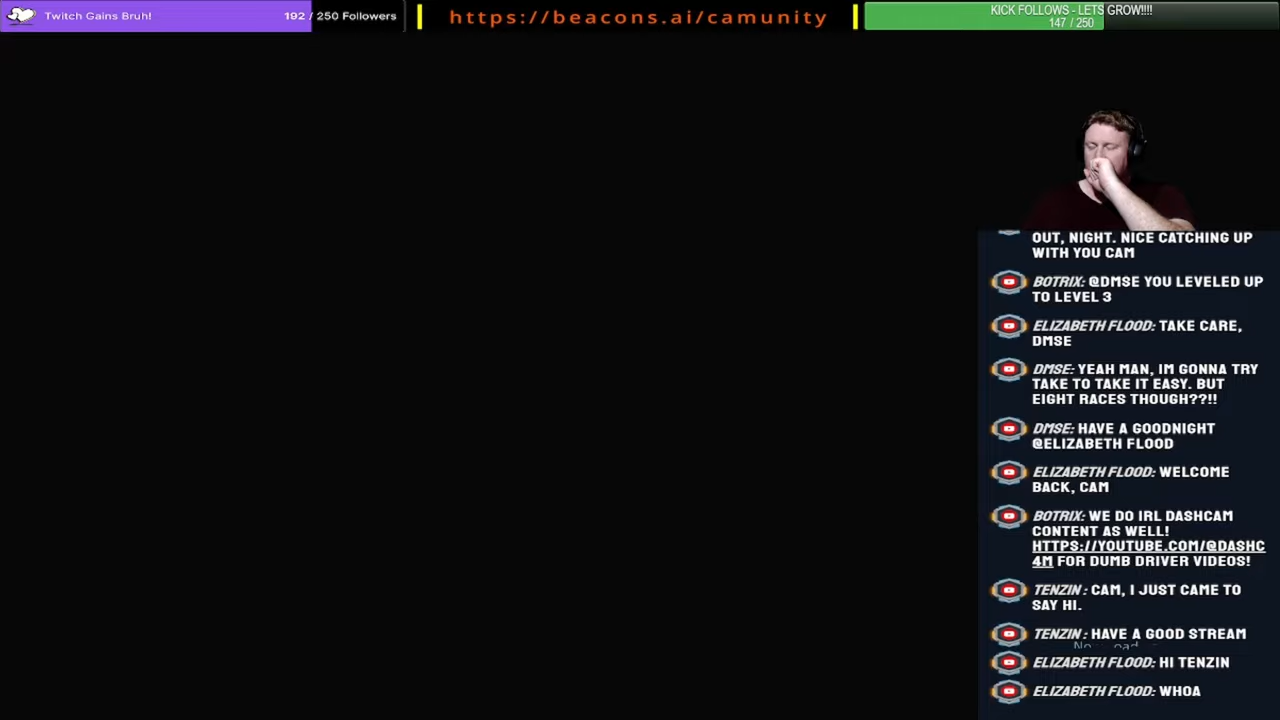 Twitch Gains Bruh!
192 / 250 Followers
https://beacons.ai/camunity
KICK FOLLOWS - LETS GROW!!!!
147 / 250
OUT, NIGHT. NICE CATCHING UP
WITH YOU CAM
BOTRIX: @DMSE YOU LEVELED UP
TO LEVEL 3
ELIZABETH FLOOD: TAKE CARE,
DMSE
DMSE: YEAH MAN, IM GONNA TRY
TAKE TO TAKE IT EASY. BUT
EIGHT RACES THOUGH??!!
DMSE: HAVE A GOODNIGHT
@ELIZABETH FLOOD
ELIZABETH FLOOD: WELCOME
BACK, CAM
BOTRIX: WE DO IRL DASHCAM
CONTENT AS WELL!
HTTPS://YOUTUBE.COM/@DASHC
4M FOR DUMB DRIVER VIDEOS!
TENZIN : CAM, I JUST CAME TO
SAY HI.
TENZIN : HAVE A GOOD STREAM
ELIZABETH FLOOD: HI TENZIN
ELIZABETH FLOOD: WHOA